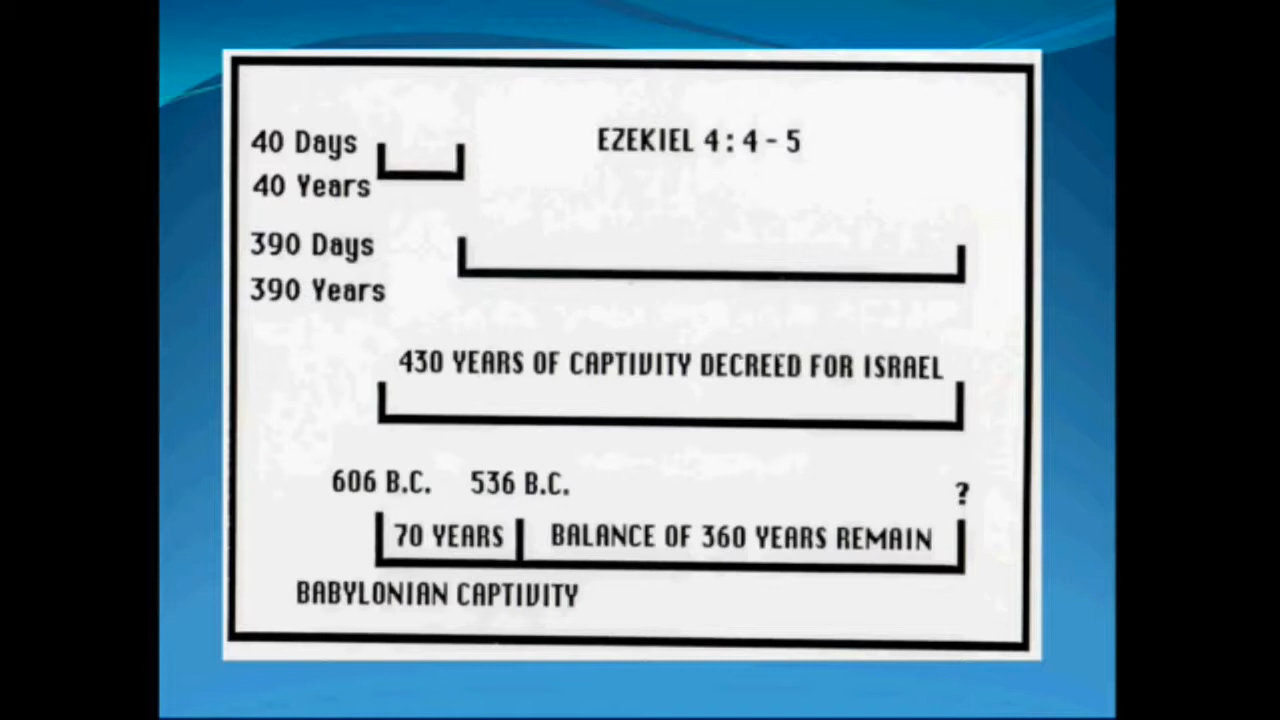 40 Days
EZEKIEL 4:4-5
40 Years
390 Days
390 Years
430 YEARS OF CAPTIVITY DECREED FOR ISRAEL
606 B.C. 536 B.C.
?
70 YEARS BALANCE OF 360 YEARS REMAIN
BABYLONIAN CAPTIVITY